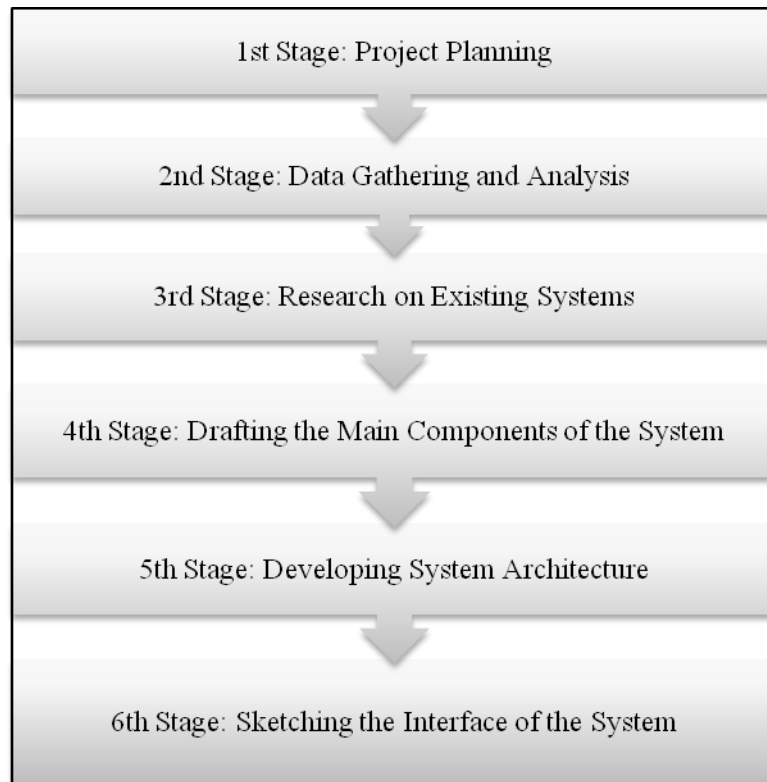 1st Stage: Project Planning
2nd Stage: Data Gathering and Analysis
3rd Stage: Research on Existing Systems
4th Stage: Drafting the Main Components of the System
5th Stage: Developing System Architecture
6th Stage: Sketching the Interface of the System